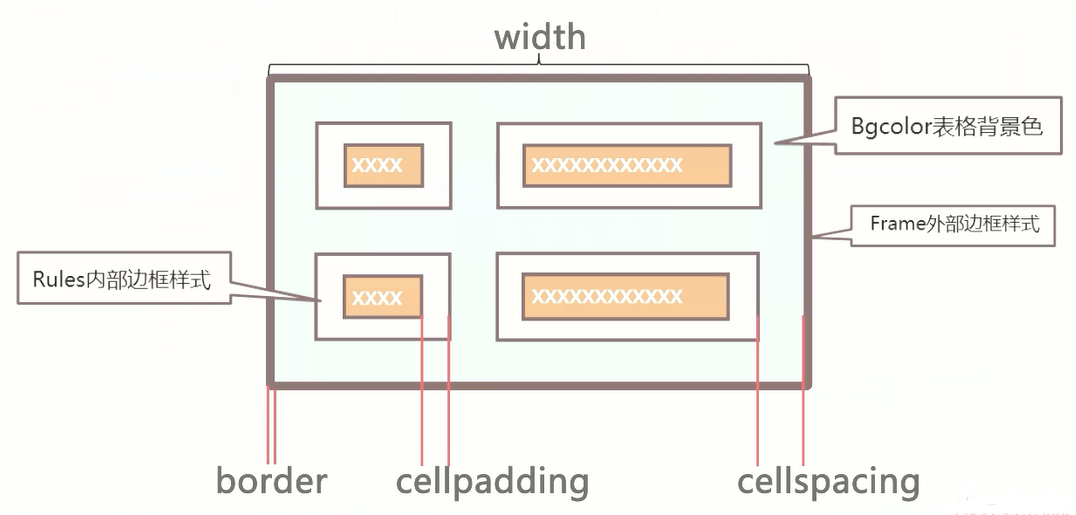 width
Bgcolor表格背景色
XXXX
XXXXXXXXXXXX
Frame外部边框样式
Rules内部边框样式
XXXX
XXXXXXXXXXXX
border
cellpadding
cellspacing